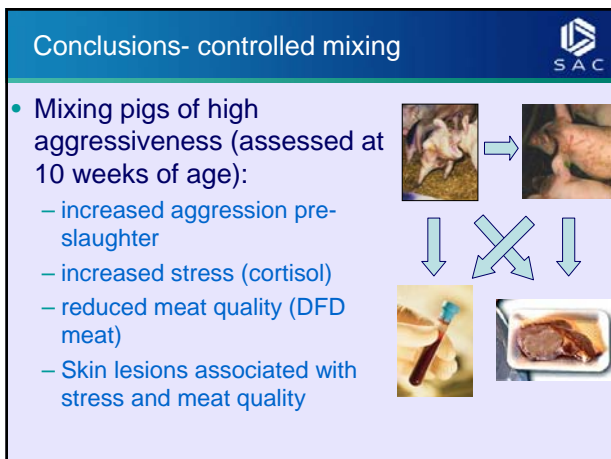 Conclusions- controlled mixing
SAC
• Mixing pigs of high
aggressiveness (assessed at
10 weeks of age):
– increased aggression pre-
slaughter
– increased stress (cortisol)
– reduced meat quality (DFD
meat)
– Skin lesions associated with
stress and meat quality